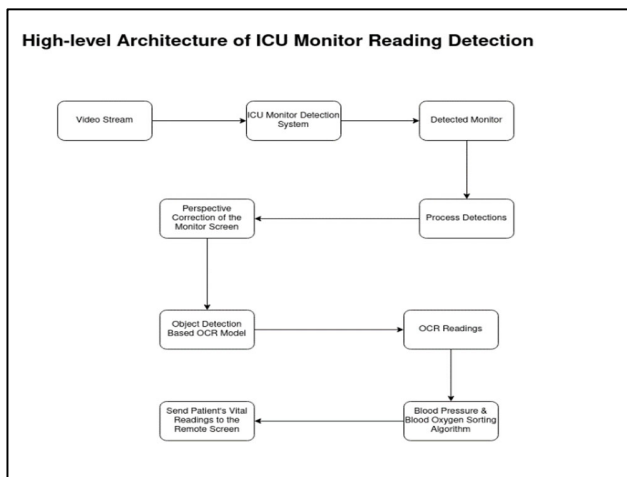 High-level Architecture of ICU Monitor Reading Detection
Video Stream
ICU Monitor Detection
System
Detected Monitor
Process Detections
Perspective
Correction of the
Monitor Screen
Object Detection
Based OCR Model
OCR Readings
Blood Pressure &
Blood Oxygen Sorting
Algorithm
Send Patient's Vital
Readings to the
Remote Screen